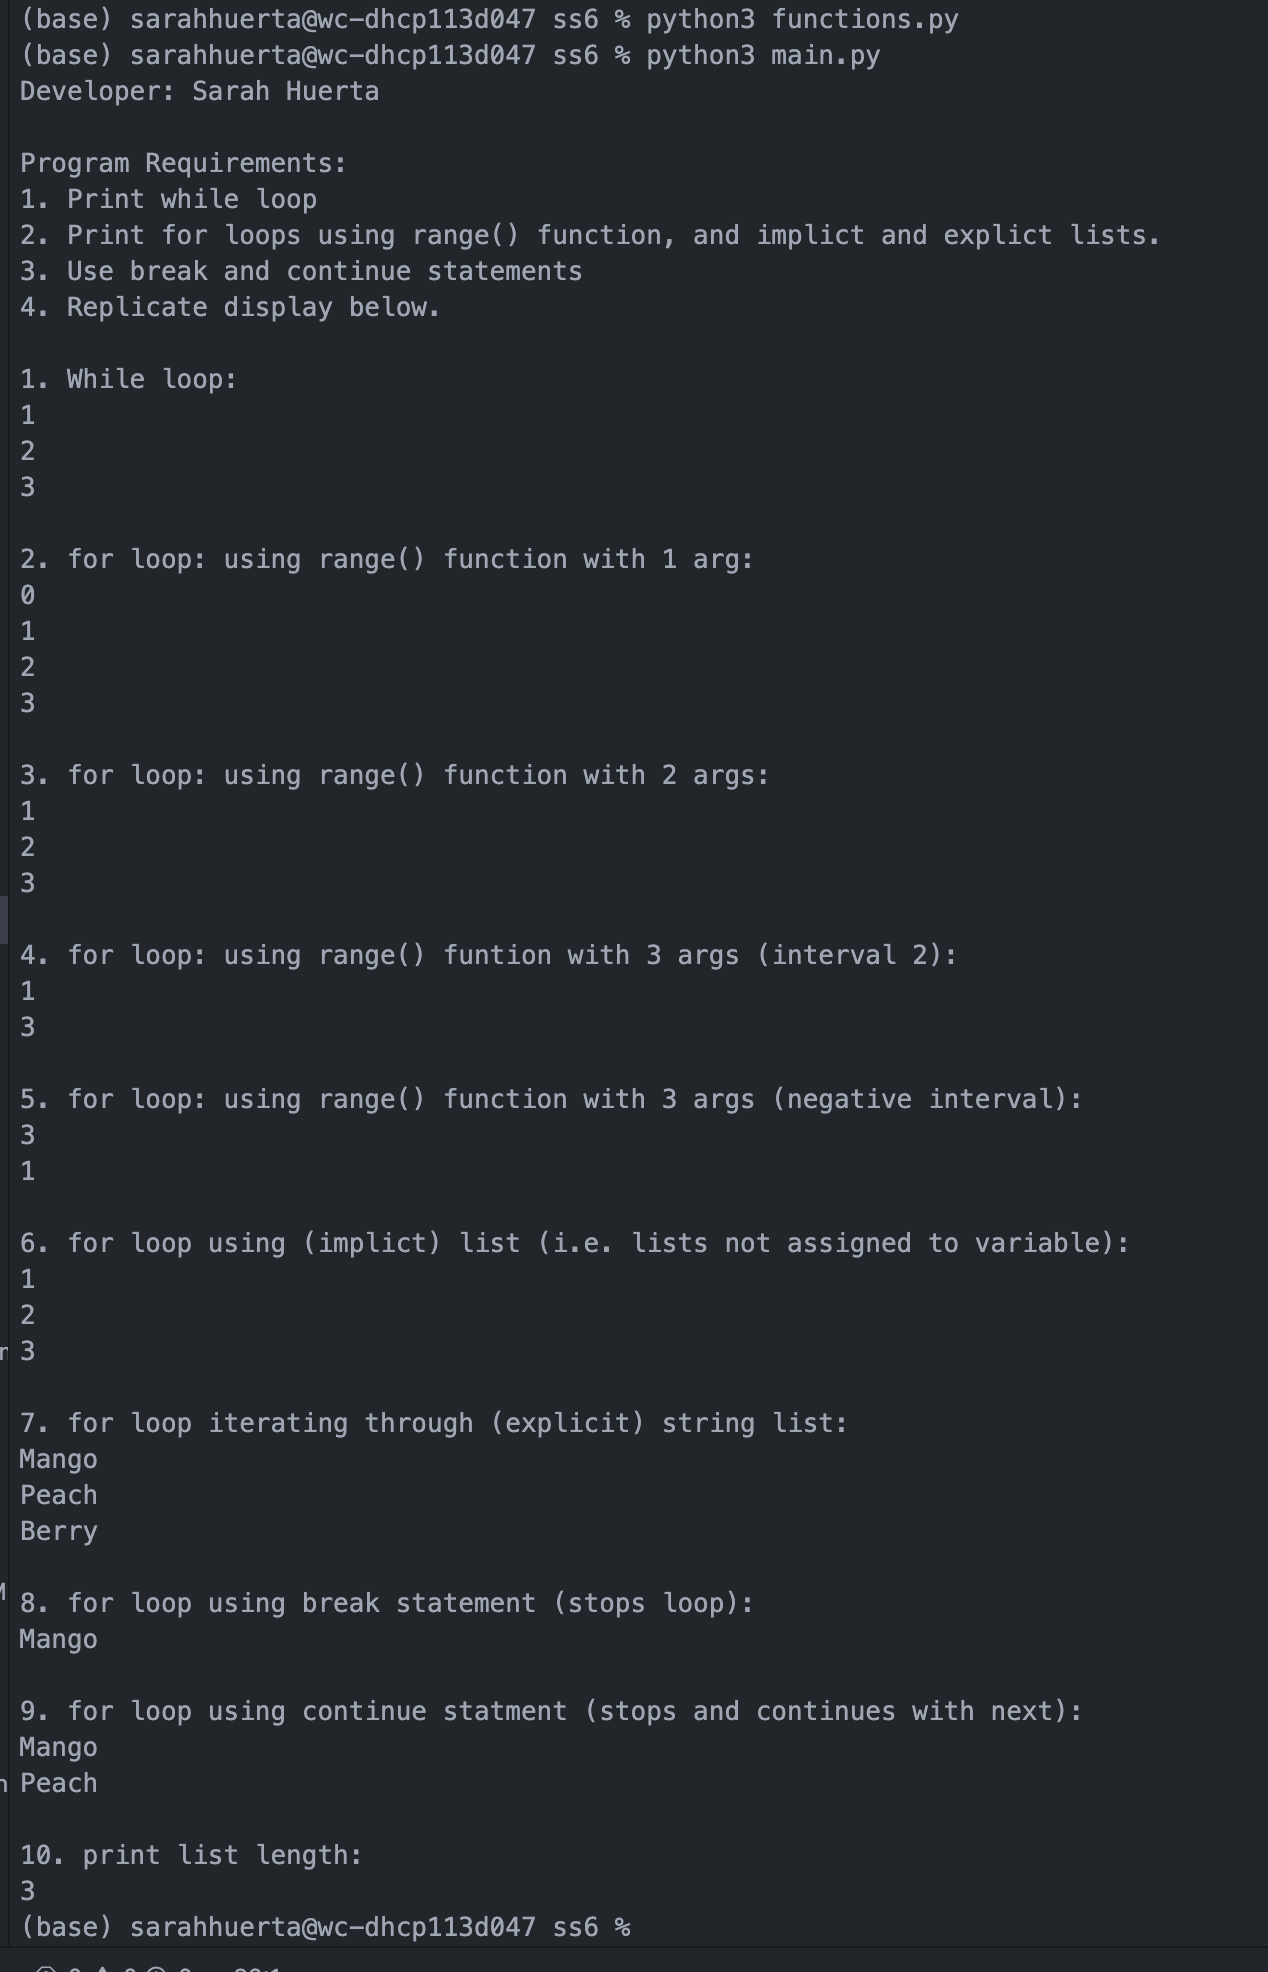 (base) sarahhuerta@wc-dhcp113d047 ss6 % python3 functions.py
(base) sarahhuerta@wc-dhcp113d047 ss6 % python3 main.py
Developer: Sarah Huerta
Program Requirements:
1. Print while loop
2. Print for loops using range() function, and implict and explict lists.
3. Use break and continue statements
4. Replicate display below.
1. While loop:
1
2
3
2. for loop: using range() function with 1 arg:
0
1
2
3
3. for loop: using range() function with 2 args:
1
2
3
4. for loop: using range() funtion with 3 args (interval 2):
1
3
5. for loop: using range() function with 3 args (negative interval):
3
1
6. for loop using (implict) list (i.e. lists not assigned to variable):
1
2
3
7. for loop iterating through (explicit) string list:
Mango
Peach
Berry
8. for loop using break statement (stops loop):
Mango
9. for loop using continue statment (stops and continues with next):
Mango
Peach
10. print list length:
3
(base) sarahhuerta@wc-dhcp113d047 ss6 %